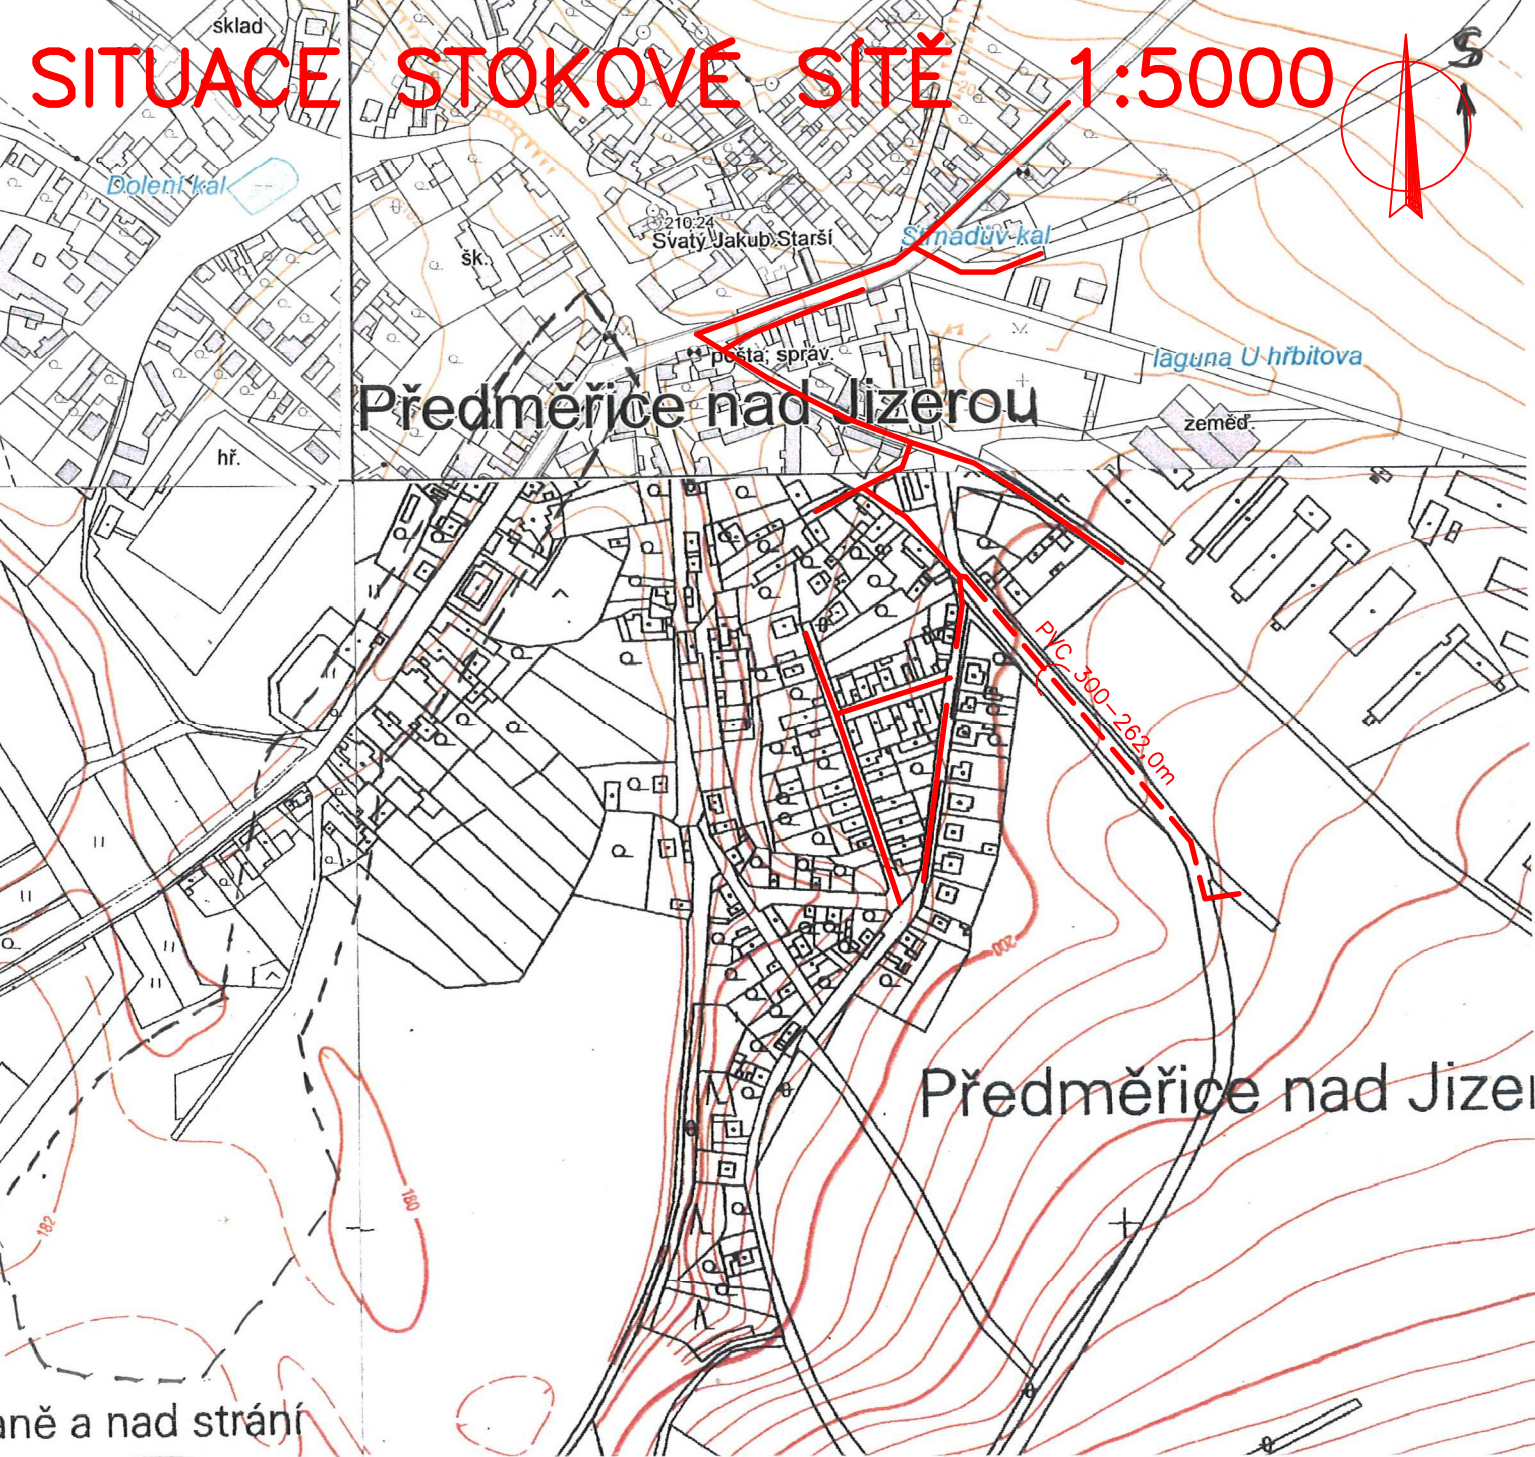 sklad
SITUACE STOKOVÉ SÍTĚ 1:5000
S
20
Dolení kal
210.24
Svatý Jakub Starší
Strnadův kal
šk.
pošta, správ.
laguna U hřbitova
Předměřice nad Jizerou
zeměď.
hř.
PVC 300-262,0m
200
Předměřice nad Jizer
180
182
aně a nad strání